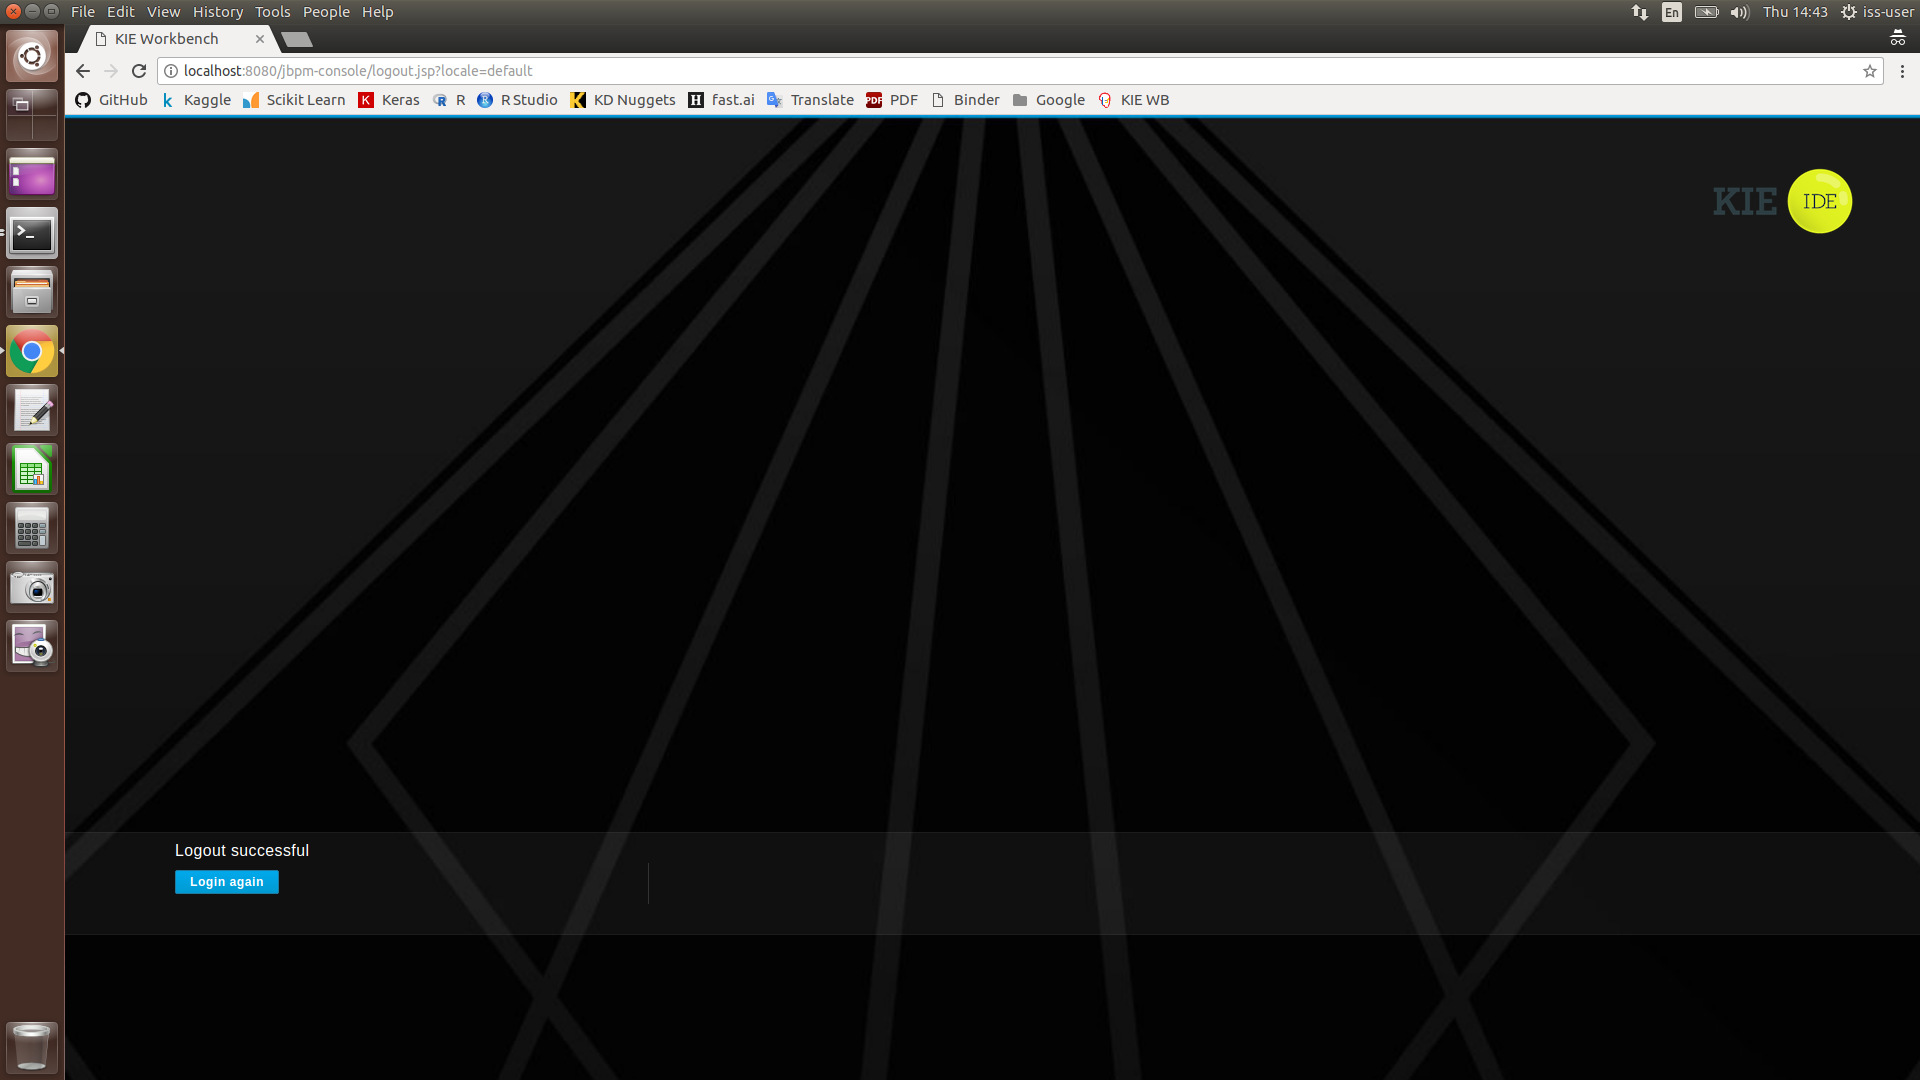 File Edit View History Tools People Help
En
Thu 14:43
iss-user
KIE Workbench
localhost:8080/jbpm-console/logout.jsp?locale=default
GitHub
k Kaggle
Scikit Learn
K Keras
R R
R RStudio
K KD Nuggets
H fast.ai
Translate
PDF PDF
Binder
Google
KIE WB
KIE IDE
>_
Logout successful
Login again